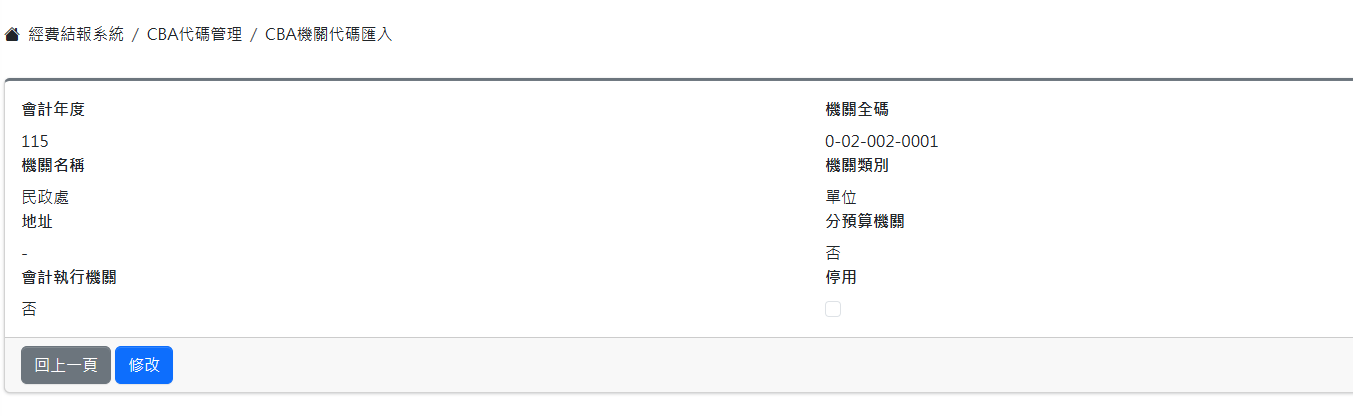 經費結報系統 / CBA代碼管理 / CBA機關代碼匯入
會計年度 機關全碼
115 0-02-002-0001
機關名稱 機關類別
民政處 單位
地址 分預算機關
- 否
會計執行機關 停用
否
回上一頁 修改